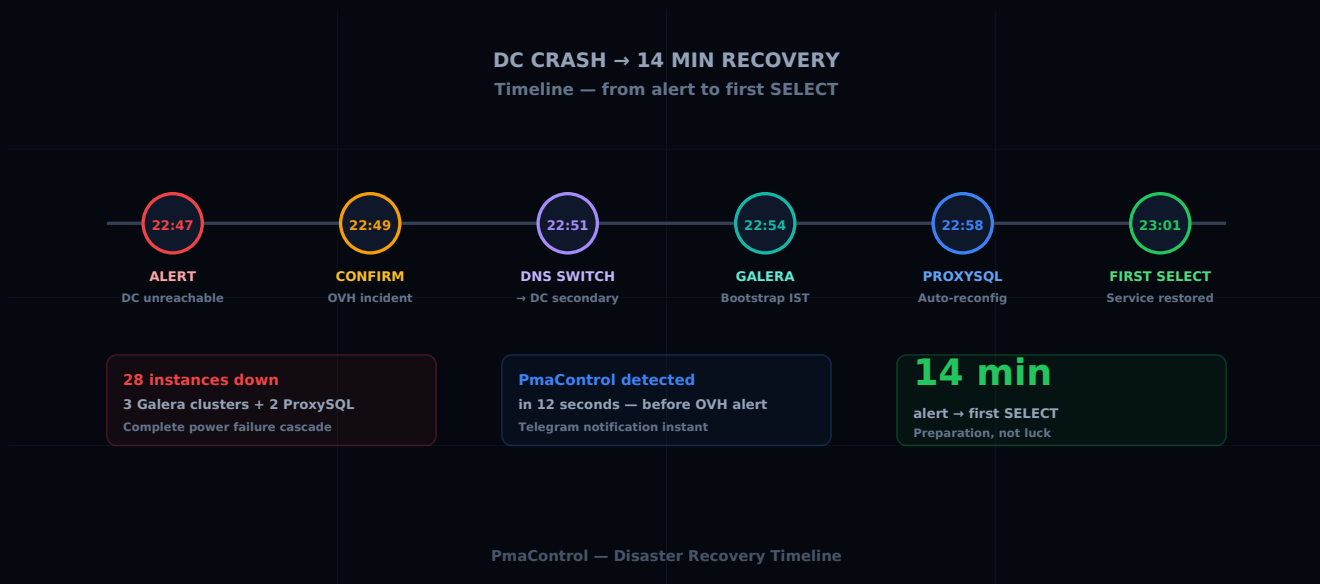 DC CRASH → 14 MIN RECOVERY
Timeline — from alert to first SELECT
22:47
22:49
22:51
22:54
22:58
23:01
ALERT
CONFIRM
DNS SWITCH
GALERA
PROXYSQL
FIRST SELECT
DC unreachable
OVH incident
→ DC secondary
Bootstrap IST
Auto-reconfig
Service restored
28 instances down
3 Galera clusters + 2 ProxySQL
Complete power failure cascade
PmaControl detected
in 12 seconds — before OVH alert
Telegram notification instant
14 min
alert → first SELECT
Preparation, not luck
PmaControl — Disaster Recovery Timeline